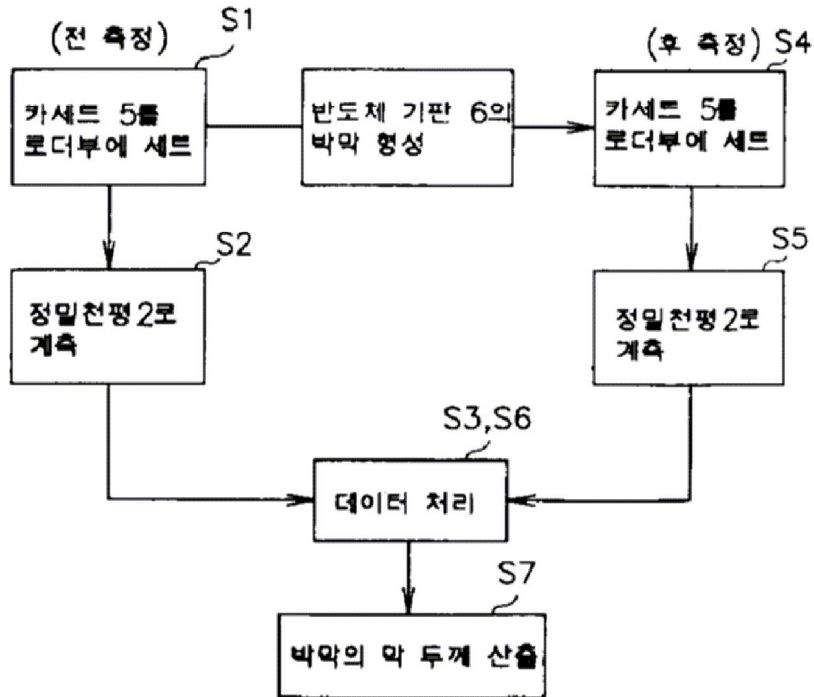 (전 측정)
S1
(후 측정)
S4
카세트 5를
로더부에 세트
반도체 기판 6의
박막 형성
카세트 5를
로더부에 세트
S2
S5
정밀천평2로
계측
정밀천평2로
계측
S3,S6
데이터 처리
S7
박막의 막 두께 산출